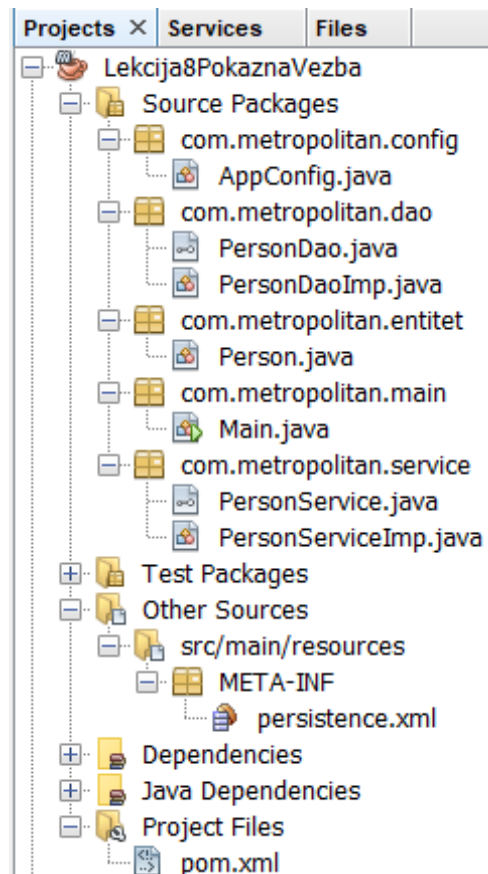 Projects × Services Files
Lekcija8PokaznaVezba
Source Packages
com.metropolitan.config
AppConfig.java
com.metropolitan.dao
PersonDao.java
PersonDaoImp.java
com.metropolitan.entitet
Person.java
com.metropolitan.main
Main.java
com.metropolitan.service
PersonService.java
PersonServiceImp.java
Test Packages
Other Sources
src/main/resources
META-INF
persistence.xml
Dependencies
Java Dependencies
Project Files
pom.xml